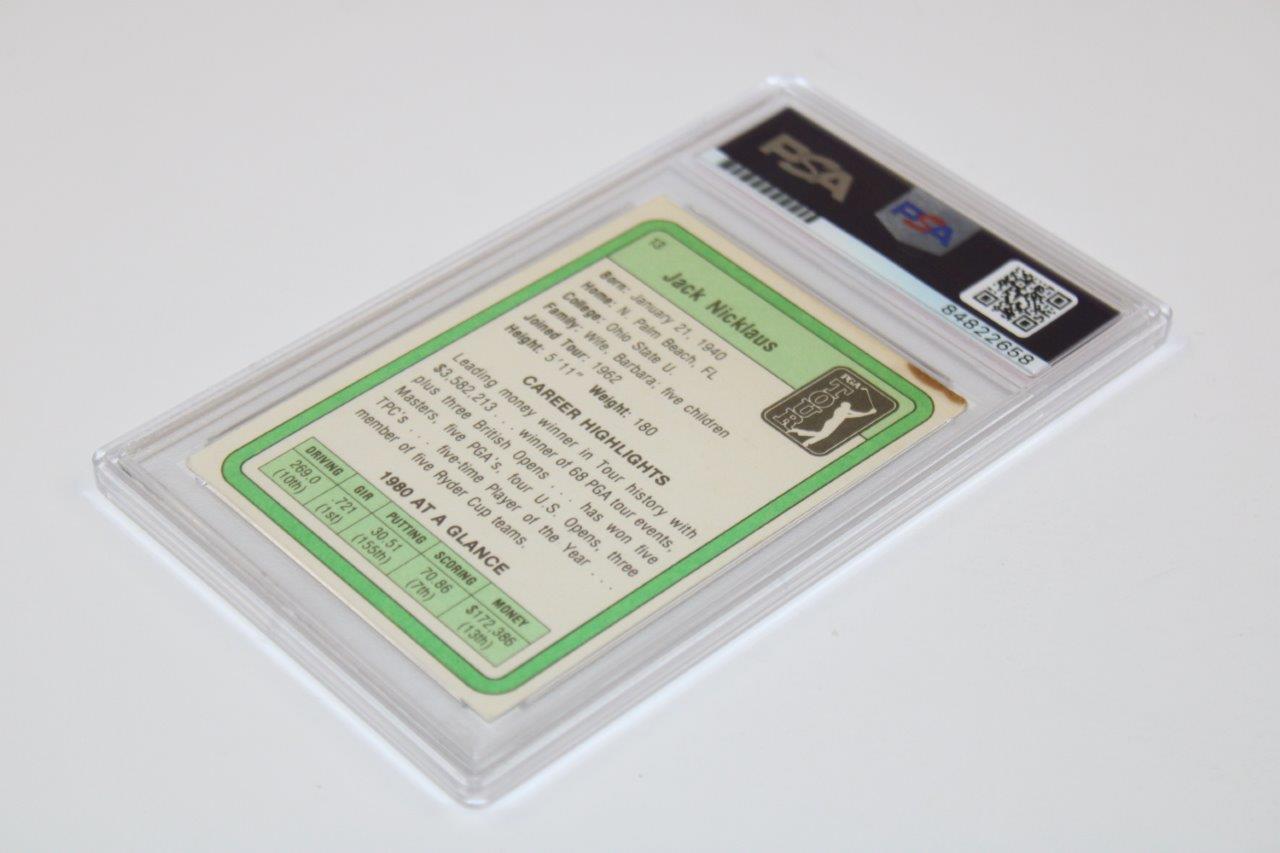 PSA
PSA
84822658
13
Jack Nicklaus
Born: January 21, 1940
Home: N. Palm Beach, FL
College: Ohio State U.
Family: Wife, Barbara; five children
Joined Tour: 1962
Height: 5'11" Weight: 180
PGA
TOUR
CAREER HIGHLIGHTS
Leading money winner in Tour history with
$3,582,213 . . . winner of 68 PGA tour events,
plus three British Opens . . . has won five
Masters, five PGA's, four U.S. Opens, three
TPC's . . . five-time Player of the Year . . .
member of five Ryder Cup teams.
1980 AT A GLANCE
DRIVING GIR PUTTING SCORING MONEY
269.0 .721 30.51 70.86 $172,386
(10th) (1st) (155th) (7th) (13th)